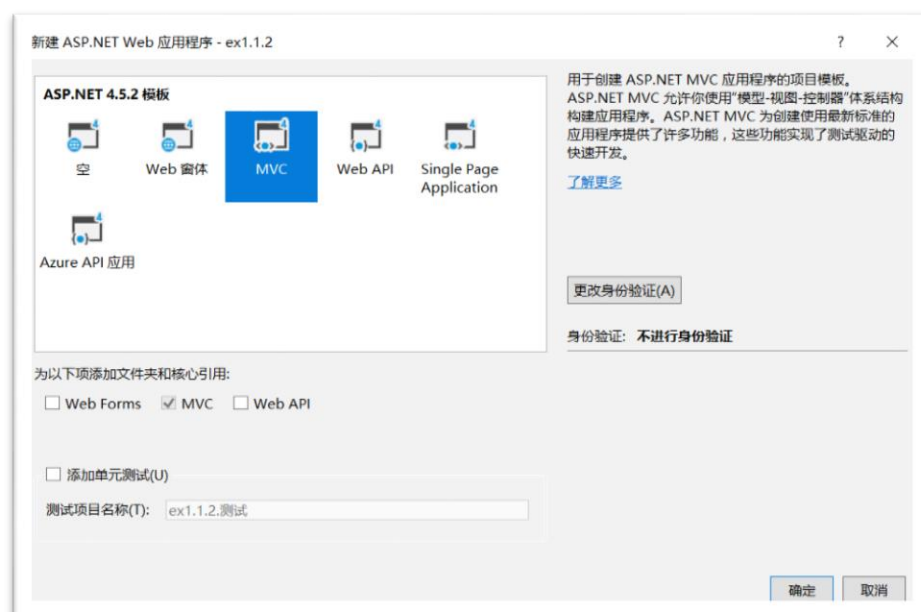 新建 ASP.NET Web 应用程序 - ex1.1.2
?
ASP.NET 4.5.2 模板
空
Web 窗体
MVC
Web API
Single Page
Application
Azure API 应用
用于创建 ASP.NET MVC 应用程序的项目模板。
ASP.NET MVC 允许你使用“模型-视图-控制器”体系结构
构建应用程序。ASP.NET MVC 为创建使用最新标准的
应用程序提供了许多功能，这些功能实现了测试驱动的
快速开发。
了解更多
更改身份验证(A)
身份验证: 不进行身份验证
为以下项添加文件夹和核心引用:
Web Forms MVC Web API
添加单元测试(U)
测试项目名称(T): ex1.1.2.测试
确定 取消